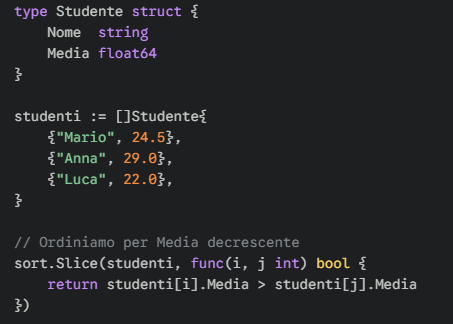 type Studente struct {
    Nome  string
    Media float64
}

studenti := []Studente{
    {"Mario", 24.5},
    {"Anna", 29.0},
    {"Luca", 22.0},
}

// Ordiniamo per Media decrescente
sort.Slice(studenti, func(i, j int) bool {
    return studenti[i].Media > studenti[j].Media
})